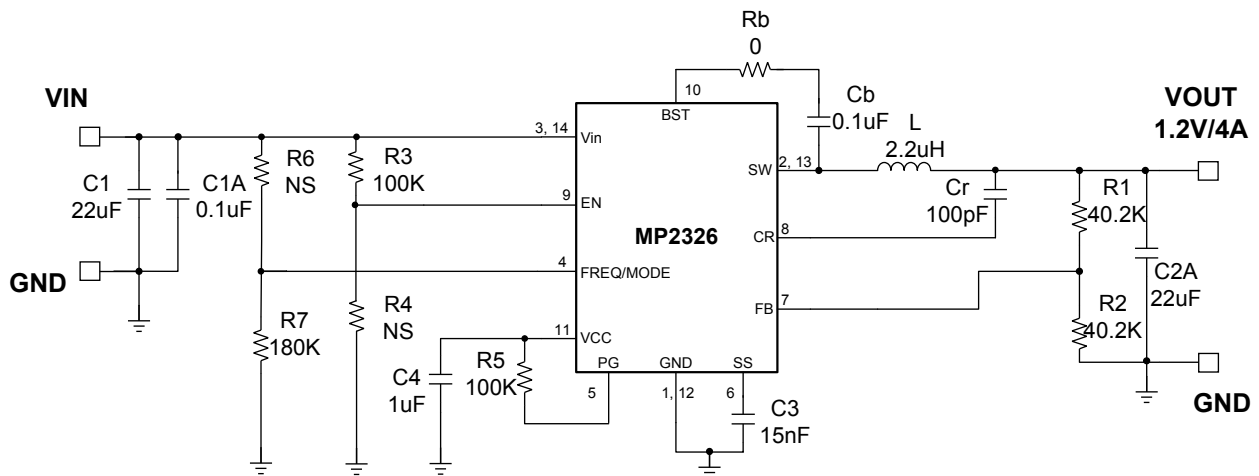 Rb
0
10
BST
Cb
0.1uF
L
2.2uH
VOUT
1.2V/4A
VIN
3, 14
Vin
R6
NS
R3
100K
C1
22uF
C1A
0.1uF
SW
2, 13
Cr
100pF
R1
40.2K
9
EN
MP2326
CR
8
GND
4
FREQ/MODE
C2A
22uF
R4
NS
FB
7
R2
40.2K
R7
180K
11
VCC
R5
100K
C4
1uF
PG
GND
SS
5
1, 12
6
C3
15nF
GND